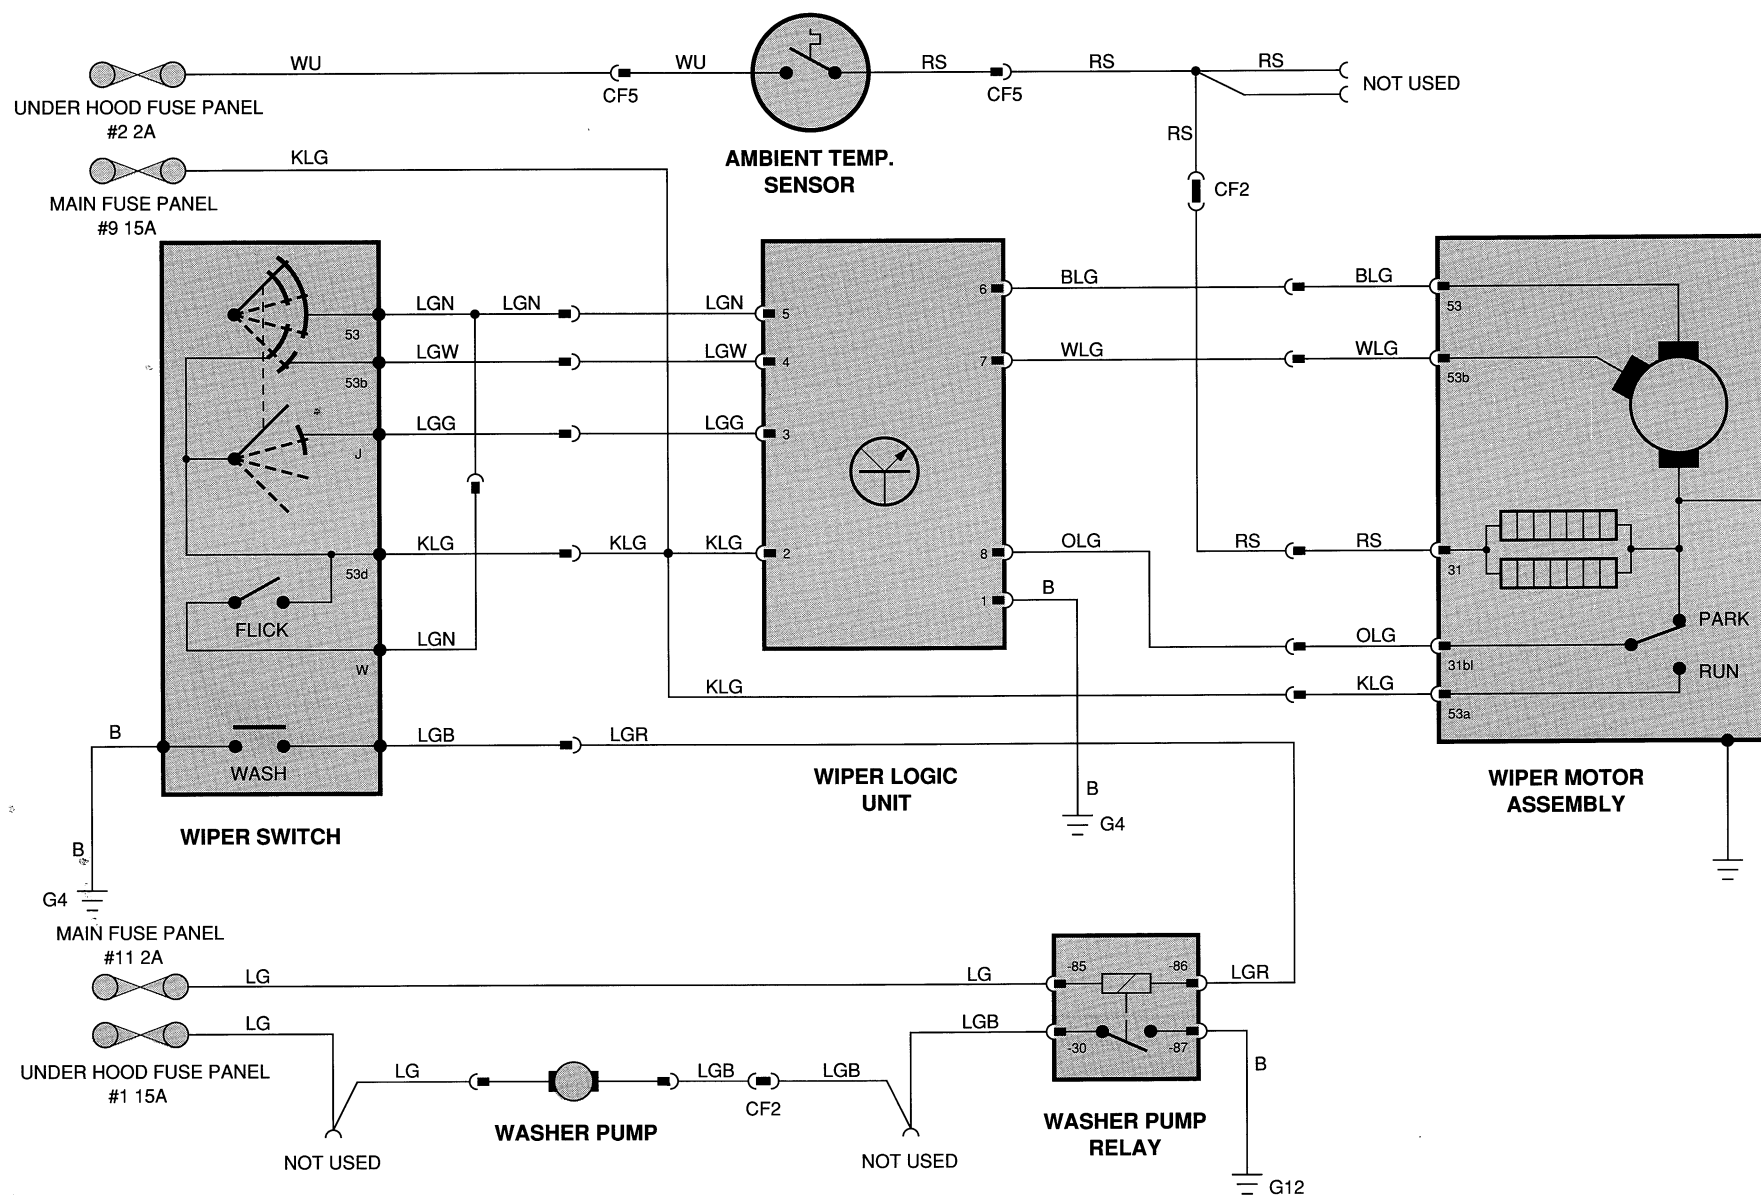 WU
WU
RS
RS
RS
CF5
CF5
NOT USED
UNDER HOOD FUSE PANEL
#2 2A
RS
KLG
AMBIENT TEMP.
SENSOR
CF2
MAIN FUSE PANEL
#9 15A
LGN
LGN
LGN
5
6
BLG
BLG
53
53
LGW
LGW
4
7
WLG
WLG
53b
53b
LGG
LGG
3
J
KLG
KLG
KLG
2
8
OLG
RS
RS
53d
31
1
B
FLICK
PARK
LGN
OLG
W
31bl
RUN
KLG
KLG
53a
B
LGB
LGR
WASH
WIPER LOGIC
UNIT
WIPER MOTOR
ASSEMBLY
B
G4
WIPER SWITCH
B
G4
MAIN FUSE PANEL
#11 2A
LG
LG
-85
-86
LGR
LG
LGB
-30
-87
UNDER HOOD FUSE PANEL
#1 15A
LG
LGB
LGB
B
CF2
WASHER PUMP
WASHER PUMP
RELAY
NOT USED
NOT USED
G12